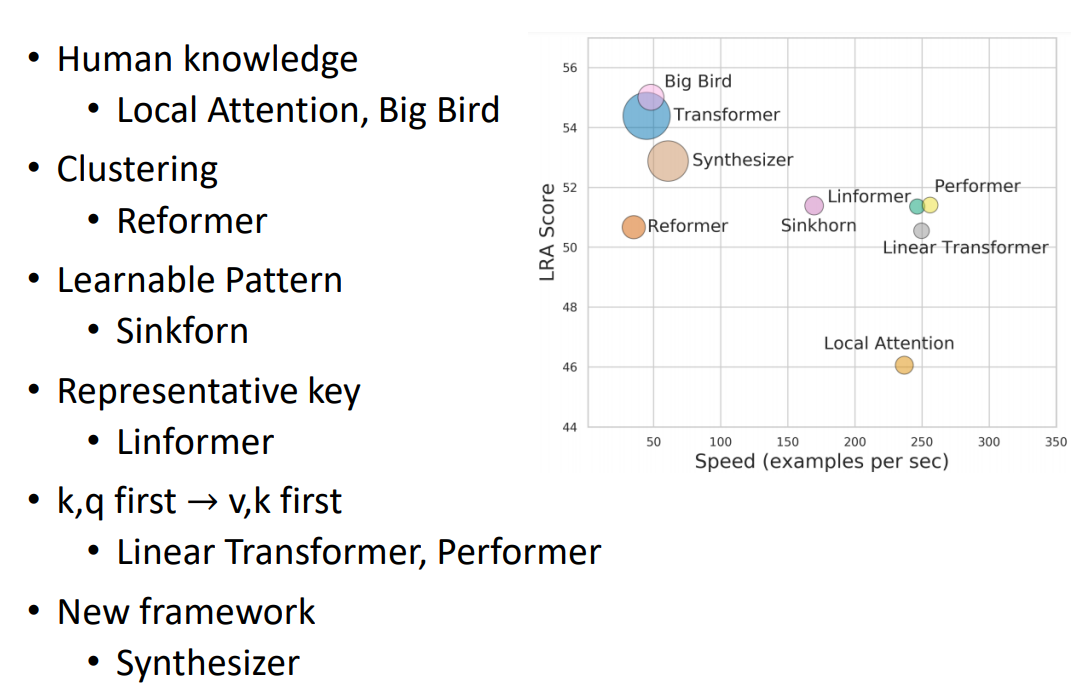 • Human knowledge
• Local Attention, Big Bird
• Clustering
• Reformer
• Learnable Pattern
• Sinkforn
• Representative key
• Linformer
• k,q first → v,k first
• Linear Transformer, Performer
• New framework
• Synthesizer
56
54
52
50
48
46
44
LRA Score
Big Bird
Transformer
Synthesizer
Reformer
Sinkhorn
Linformer
Performer
Linear Transformer
Local Attention
50 100 150 200 250 300 350
Speed (examples per sec)